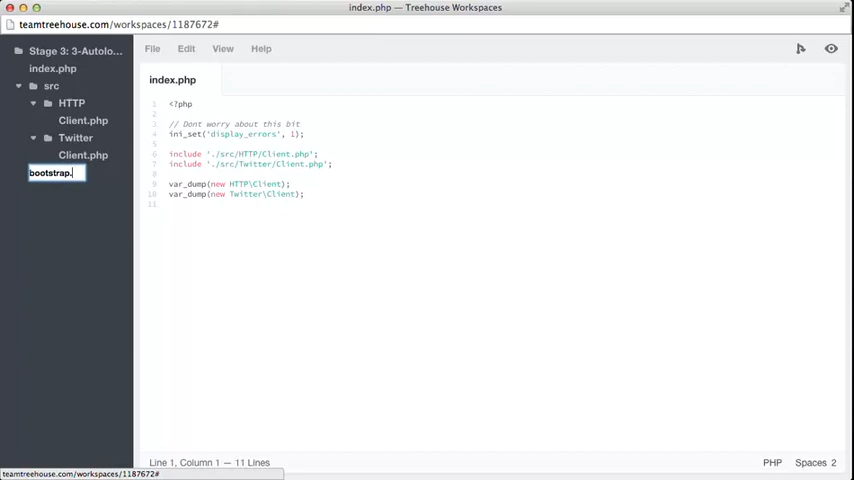 index.php — Treehouse Workspaces
teamtreehouse.com/workspaces/1187672#
Stage 3: 3-Autolo...
File Edit View Help
index.php
src
HTTP
Client.php
Twitter
Client.php
bootstrap.
index.php
1 <?php
2
3 // Dont worry about this bit
4 ini_set('display_errors', 1);
5
6 include './src/HTTP/Client.php';
7 include './src/Twitter/Client.php';
8
9 var_dump(new HTTP\Client);
10 var_dump(new Twitter\Client);
11
Line 1, Column 1 — 11 Lines
PHP Spaces 2
teamtreehouse.com/workspaces/1187672#